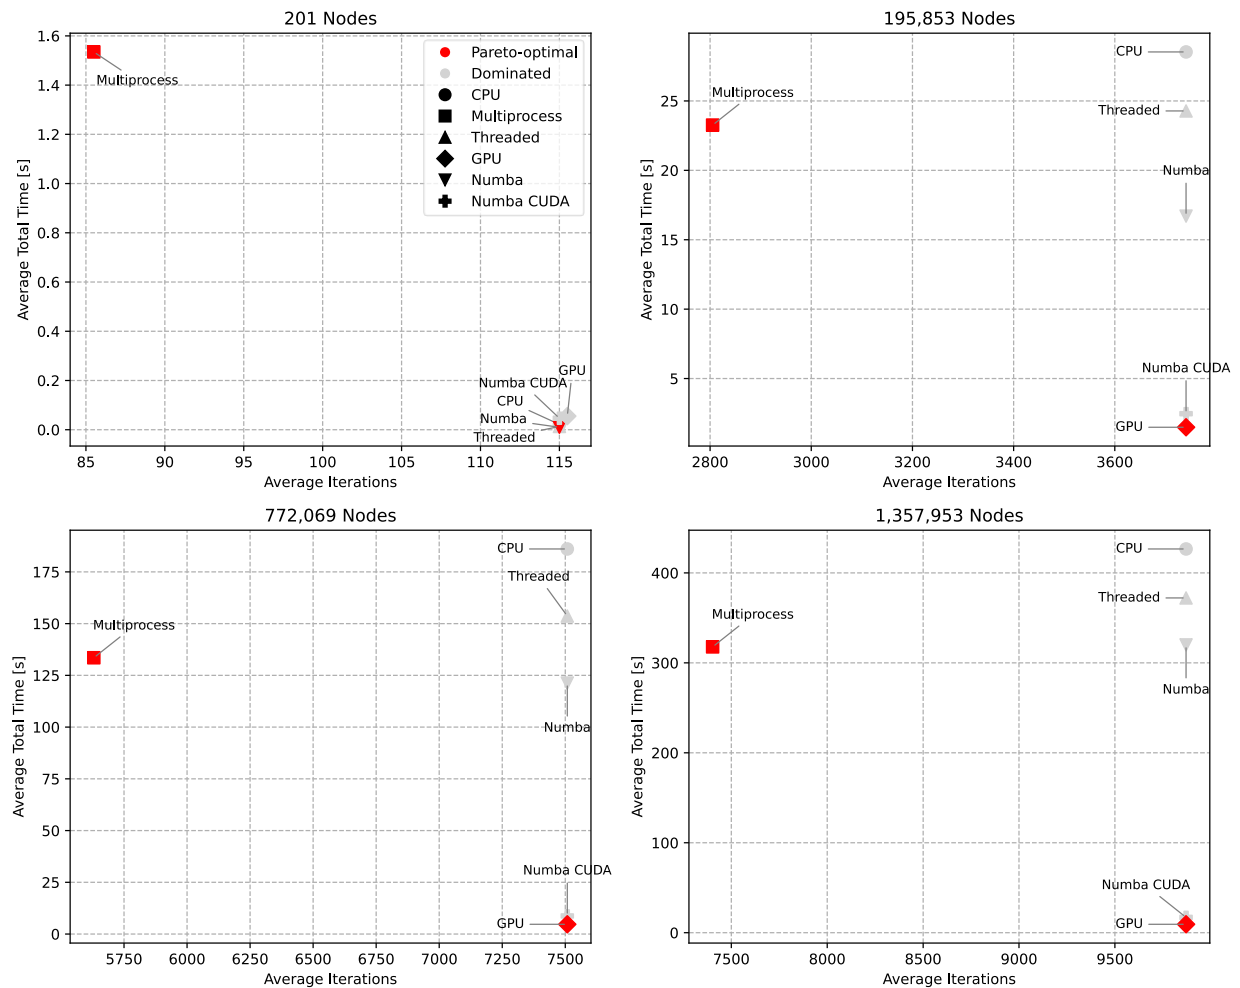 201 Nodes
1.6
1.4
1.2
1.0
0.8
0.6
0.4
0.2
0.0
Average Total Time [s]
Multiprocess
Pareto-optimal
Dominated
CPU
Multiprocess
Threaded
GPU
Numba
Numba CUDA
GPU
Numba CUDA
CPU
Numba
Threaded
85
90
95
100
105
110
115
Average Iterations
195,853 Nodes
25
20
15
10
5
Average Total Time [s]
CPU
Multiprocess
Threaded
Numba
Numba CUDA
GPU
2800
3000
3200
3400
3600
Average Iterations
772,069 Nodes
175
150
125
100
75
50
25
0
Average Total Time [s]
CPU
Threaded
Multiprocess
Numba
Numba CUDA
GPU
5750
6000
6250
6500
6750
7000
7250
7500
Average Iterations
1,357,953 Nodes
400
300
200
100
0
Average Total Time [s]
CPU
Threaded
Multiprocess
Numba
Numba CUDA
GPU
7500
8000
8500
9000
9500
Average Iterations